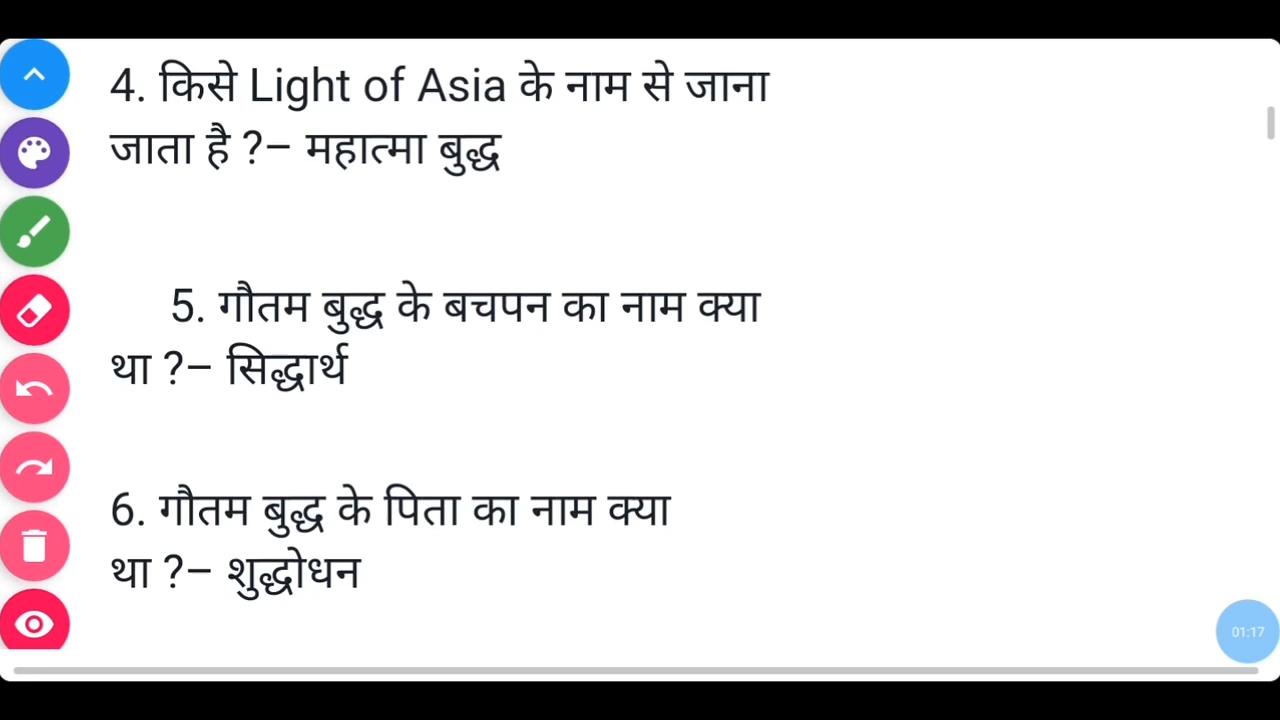 4. किसे Light of Asia के नाम से जाना
जाता है ?– महात्मा बुद्ध
5. गौतम बुद्ध के बचपन का नाम क्या
था ?– सिद्धार्थ
6. गौतम बुद्ध के पिता का नाम क्या
था ?– शुद्धोधन
01:17